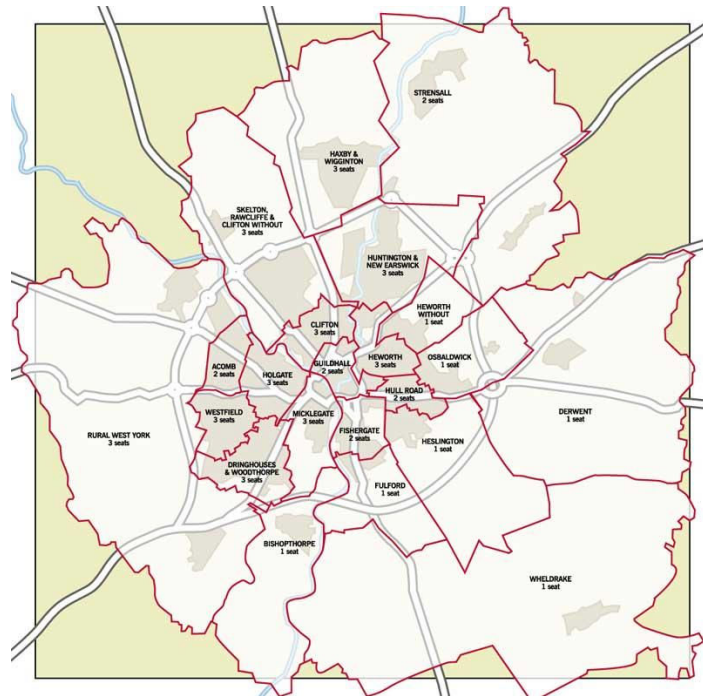 STRENSALL
2 seats
HAXBY &
WIGGINTON
3 seats
SKELTON,
RAWCLIFFE &
CLIFTON WITHOUT
3 seats
HUNTINGTON &
NEW EARSWICK
3 seats
HEWORTH
WITHOUT
1 seat
CLIFTON
3 seats
GUILDHALL
2 seats
HEWORTH
3 seats
OSBALDWICK
1 seat
ACOMB
2 seats
HOLGATE
3 seats
HULL ROAD
2 seats
WESTFIELD
3 seats
MICKLEGATE
3 seats
DERWENT
1 seat
RURAL WEST YORK
3 seats
FISHERGATE
2 seats
HESLINGTON
1 seat
DRINGHOUSES
& WOODTHORPE
3 seats
FULFORD
1 seat
BISHOPTHORPE
1 seat
WHELDRAKE
1 seat